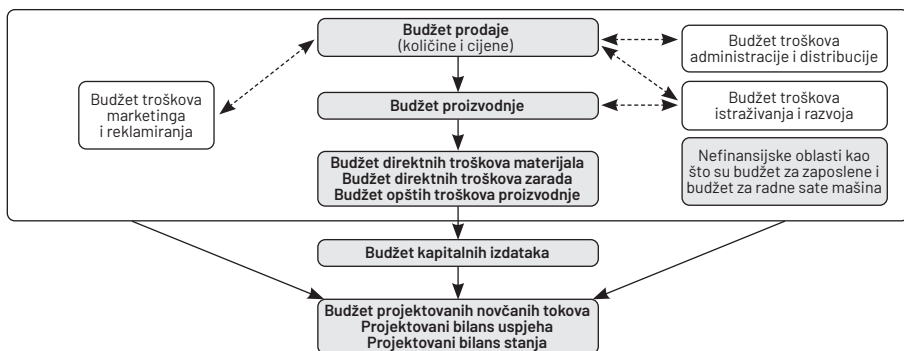 Budžet prodaje
(količine i cijene)
Budžet troškova
administracije i distribucije
Budžet troškova
marketinga
i reklamiranja
Budžet proizvodnje
Budžet troškova
istraživanja i razvoja
Budžet direktnih troškova materijala
Budžet direktnih troškova zarada
Budžet opštih troškova proizvodnje
Nefinansijske oblasti kao
što su budžet za zaposlene i
budžet za radne sate mašina
Budžet kapitalnih izdataka
Budžet projektovanih novčanih tokova
Projektovani bilans uspjeha
Projektovani bilans stanja